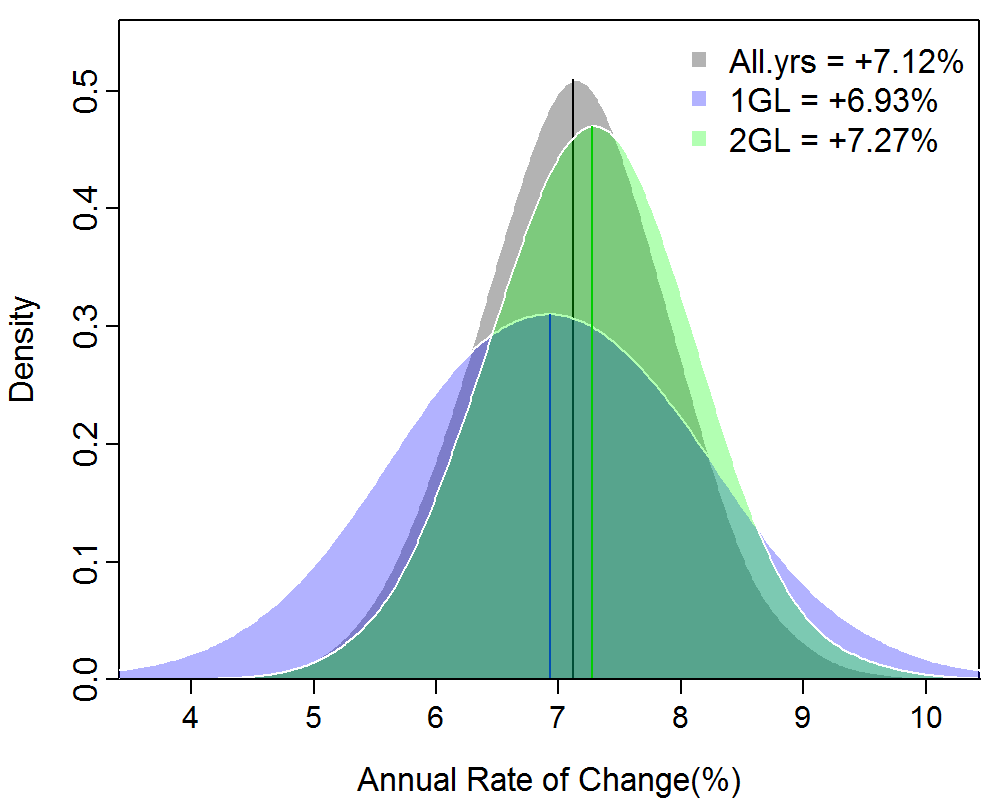 All.yrs = +7.12%
1GL = +6.93%
2GL = +7.27%
0.5
0.4
0.3
0.2
0.1
0.0
Density
4 5 6 7 8 9 10
Annual Rate of Change(%)